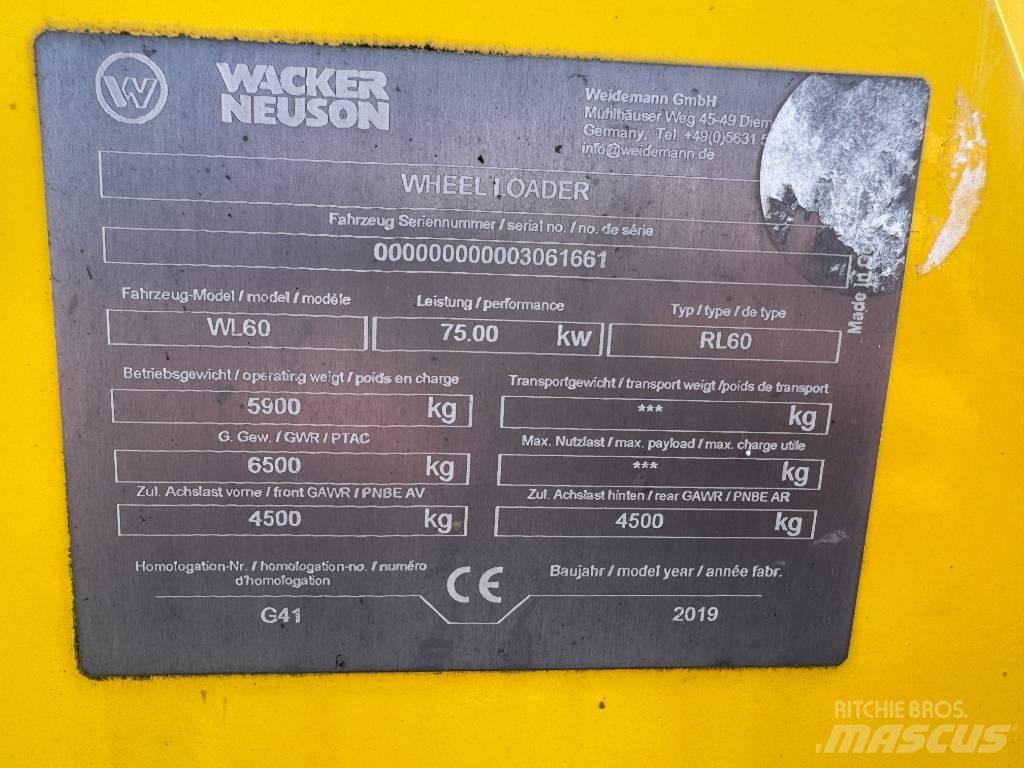 WACKER
NEUSON
Weidemann GmbH
Mühlhäuser Weg 45-49
Germany, Tel. +49(0)5631
info@weidemann.de
WHEEL LOADER
Fahrzeug Seriennummer / serial no. / no. de série
000000000003061661
Made in
Fahrzeug-Model / model / modéle
Leistung / performance
Typ / type / de type
WL60
75.00 kw
RL60
Betriebsgewicht / operating weigt / poids en charge
Transportgewicht / transport weigt /poids de transport
5900 kg
*** kg
G. Gew. / GWR / PTAC
Max. Nutzlast / max. payload / max. charge utile
6500 kg
*** kg
Zul. Achslast vorne / front GAWR / PNBE AV
Zul. Achslast hinten / rear GAWR / PNBE AR
4500 kg
4500 kg
Homologation-Nr. / homologation-no. / numéro
d'homologation
CE
Baujahr / model year / année fabr.
G41
2019
RITCHIE BROS.
MASCUS